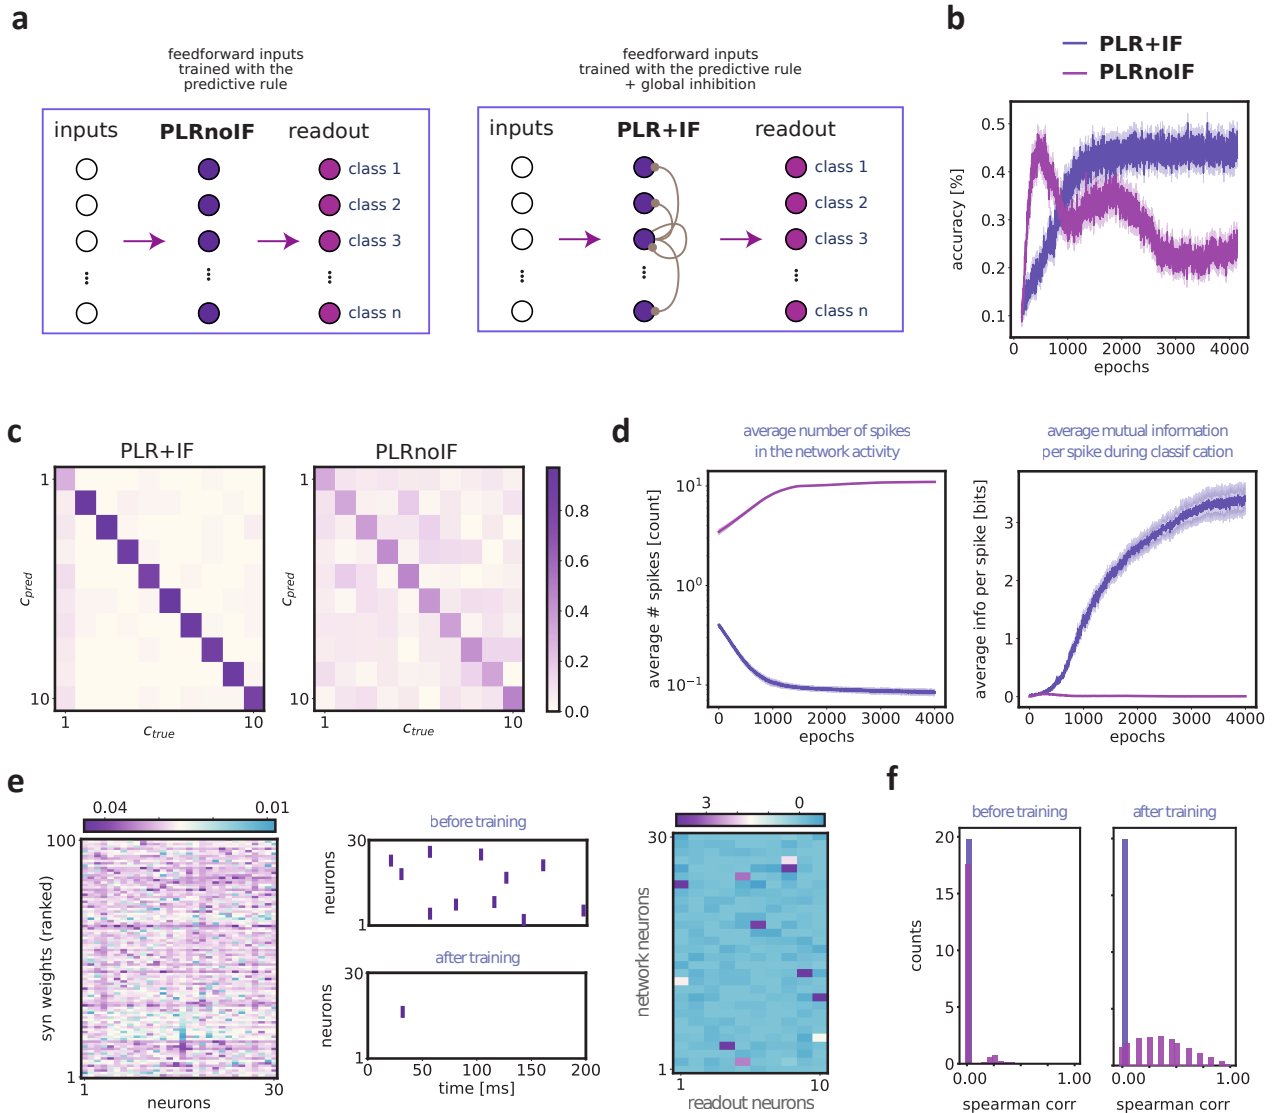 a
feedforward inputs
trained with the
predictive rule
inputs
PLRnoIF
readout
class 1
class 2
class 3
class n
feedforward inputs
trained with the predictive rule
+ global inhibition
inputs
PLR+IF
readout
class 1
class 2
class 3
class n
b
PLR+IF
PLRnoIF
accuracy [%]
0.5
0.4
0.3
0.2
0.1
0
1000
2000
3000
4000
epochs
c
PLR+IF
PLRnoIF
1
10
c_pred
c_pred
1
10
1
10
c_true
c_true
0.8
0.6
0.4
0.2
0.0
d
average number of spikes
in the network activity
average # spikes [count]
10¹
10⁰
10⁻¹
0
1000
2000
3000
4000
epochs
average mutual information
per spike during classif cation
average info per spike [bits]
3
2
1
0
0
1000
2000
3000
4000
epochs
e
0.04
0.01
syn weights (ranked)
100
1
1
30
neurons
before training
neurons
30
1
after training
neurons
30
1
0
50
100
150
200
time [ms]
3
0
network neurons
30
1
1
10
readout neurons
f
before training
after training
counts
20
15
10
5
0
0.00
1.00
0.00
1.00
spearman corr
spearman corr